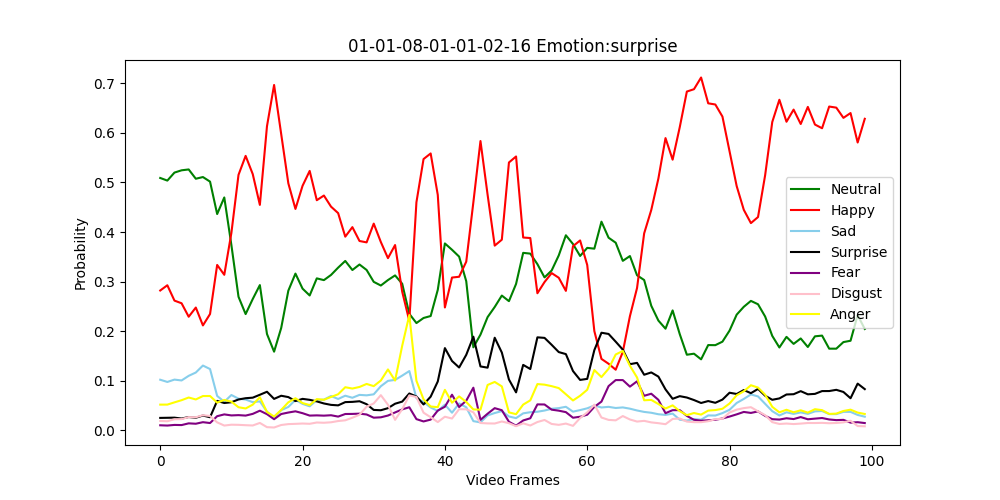 01-01-08-01-01-02-16 Emotion:surprise
Probability
0.7
0.6
0.5
0.4
0.3
0.2
0.1
0.0
0
20
40
60
80
100
Video Frames
Neutral
Happy
Sad
Surprise
Fear
Disgust
Anger